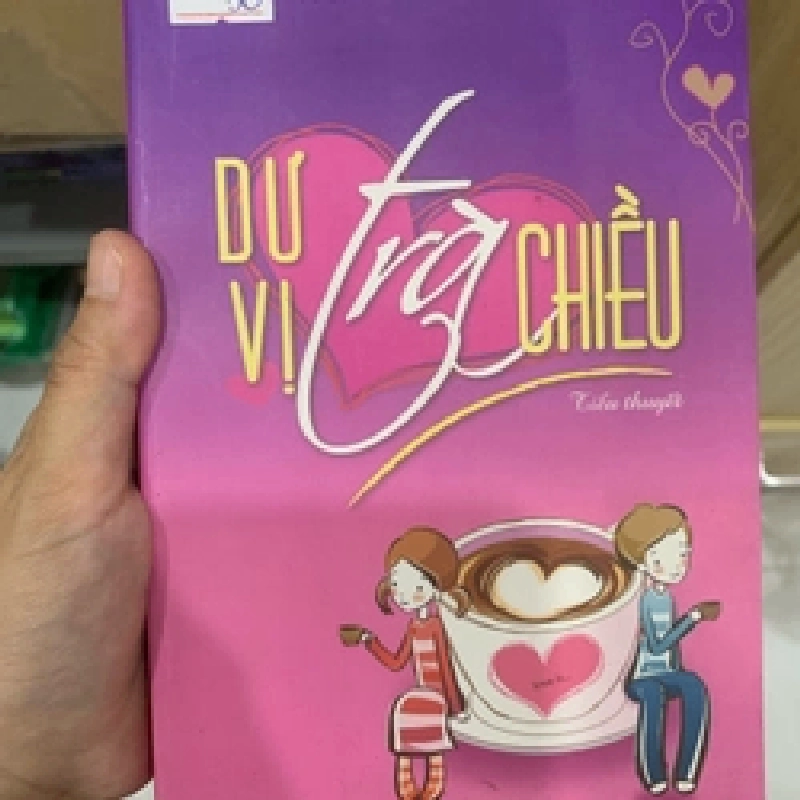 DƯ VỊ trà CHIỀU
Tiểu thuyết